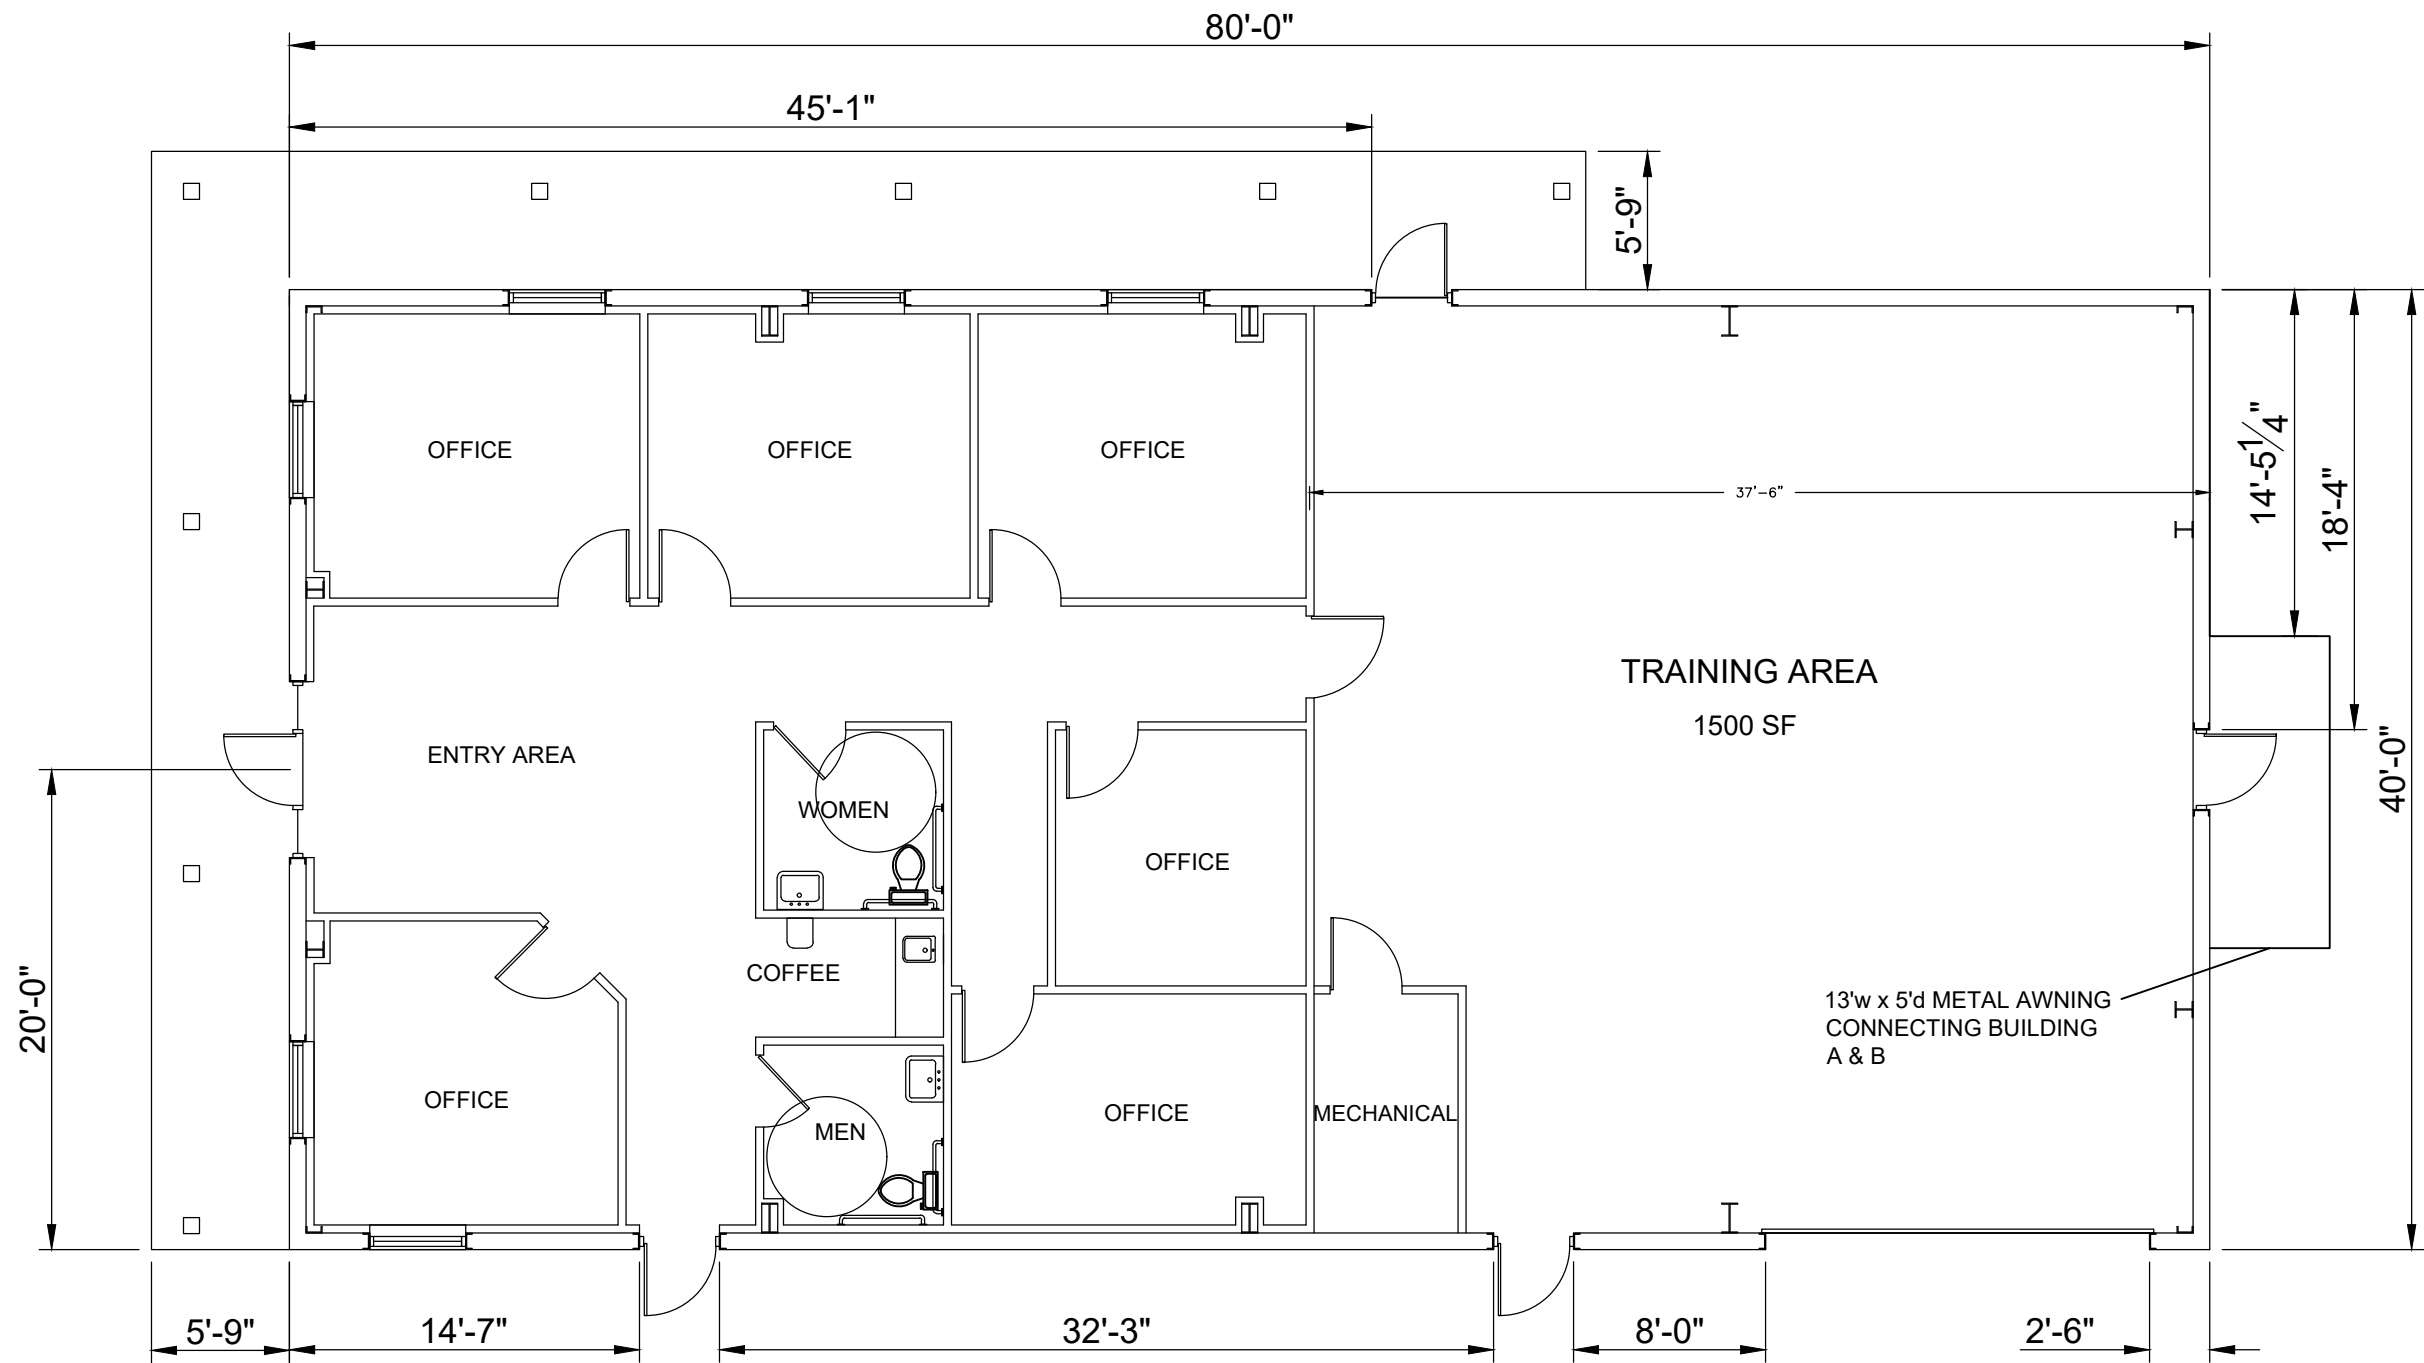 80'-0"
45'-1"
5'-9"
OFFICE
OFFICE
OFFICE
37'-6"
14'-5 1/4"
18'-4"
TRAINING AREA
1500 SF
ENTRY AREA
40'-0"
WOMEN
OFFICE
COFFEE
20'-0"
13'w x 5'd METAL AWNING
CONNECTING BUILDING
A & B
OFFICE
MEN
OFFICE
MECHANICAL
5'-9"
14'-7"
32'-3"
8'-0"
2'-6"